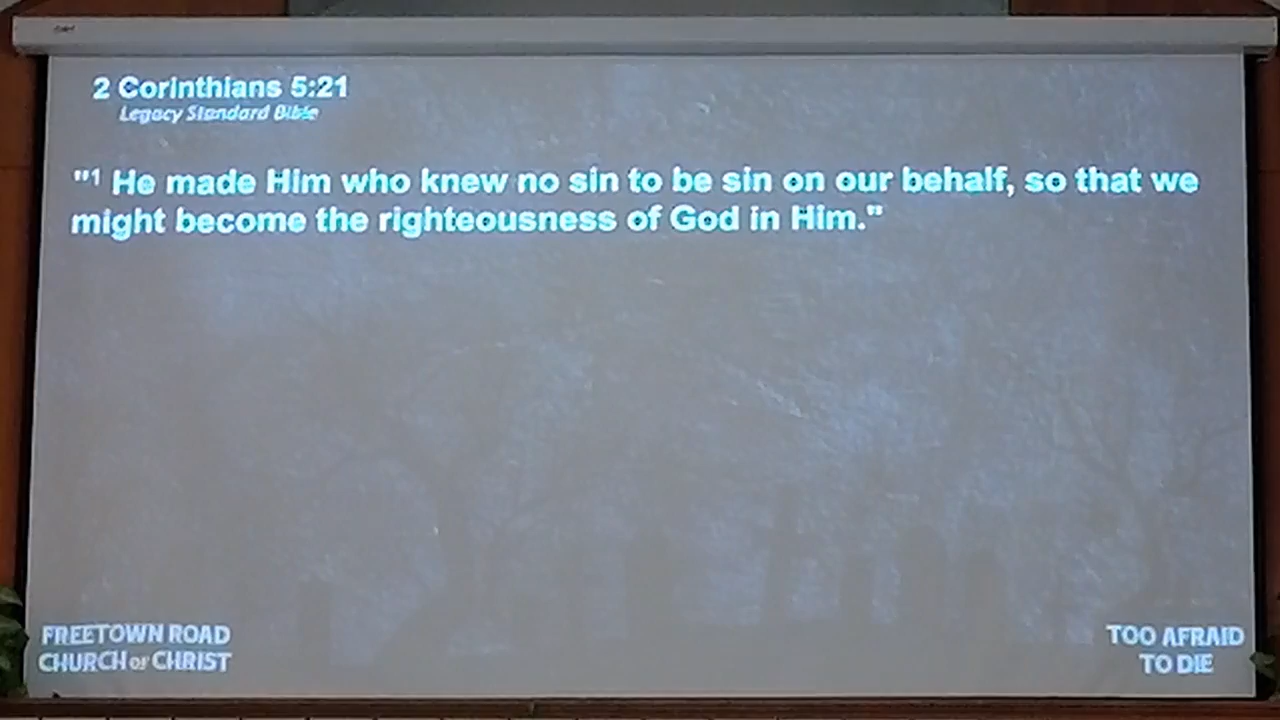 2 Corinthians 5:21
Legacy Standard Bible
"¹ He made Him who knew no sin to be sin on our behalf, so that we
might become the righteousness of God in Him."
FREETOWN ROAD
CHURCH of CHRIST
TOO AFRAID
TO DIE